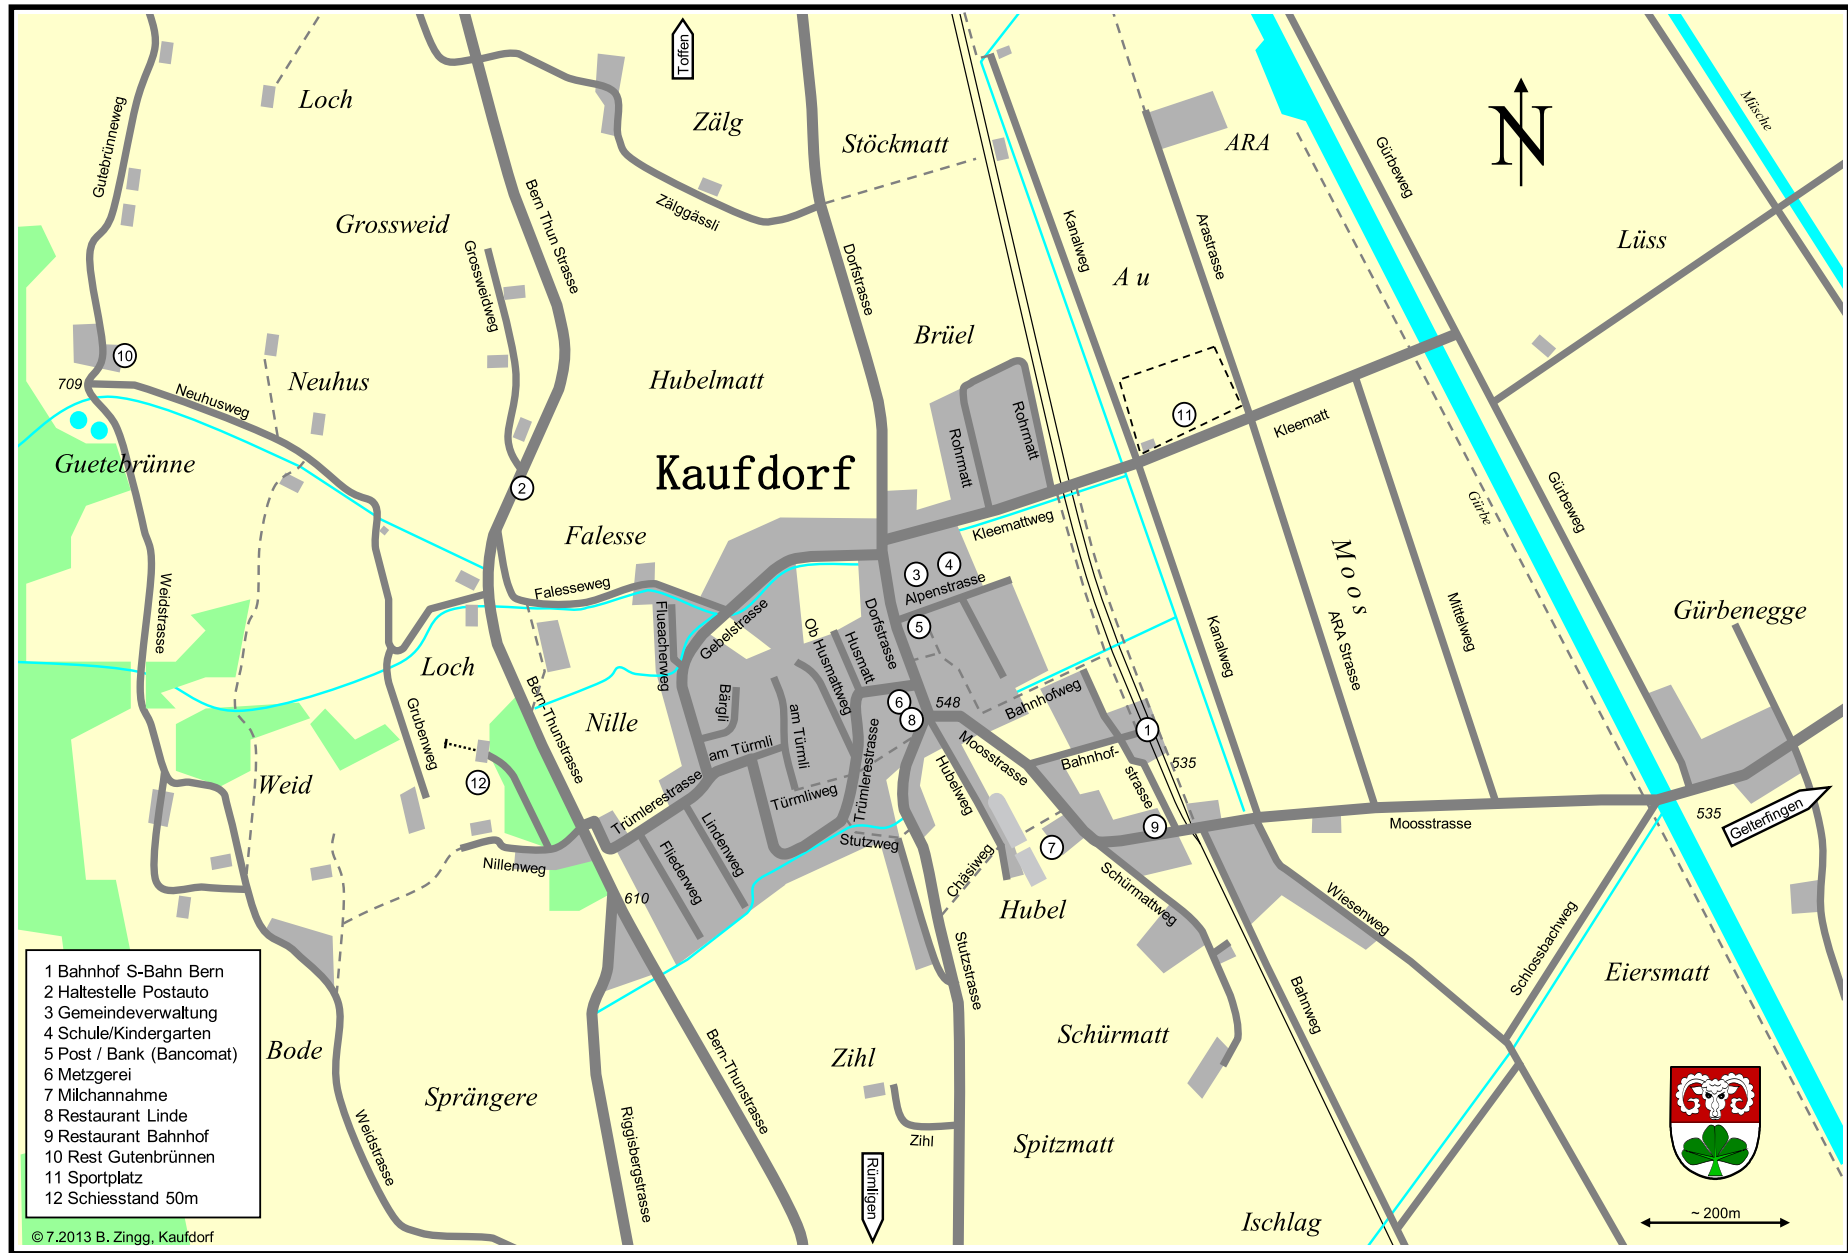 Toffen
Loch
Zälg
Stöckmatt
ARA
N
Müsche
Gutebrünneweg
Grossweid
Bern Thun Strasse
Zälggässli
Gürbeweg
Kanalweg
Arastrasse
Lüss
Grossweidweg
Dorfstrasse
A u
Brüel
10
709
Neuhusweg
Neuhus
Hubelmatt
Rohrmatt
Rohrmatt
11
Kleematt
Guetebrünne
Kaufdorf
2
Gürbe
Gürbeweg
Falesse
Kleemattweg
Moos
3
4
Alpenstrasse
5
Weidstrasse
Falesseweg
Flueacherweg
Gebelstrasse
Ob Husmattweg
Husmatt
Dorfstrasse
Kanalweg
ARA Strasse
Mittelweg
Gürbenegge
Loch
Bern-Thunstrasse
Nille
Bärgli
am Türmli
am Türmli
6
8
548
Bahnhofweg
1
Grubenweg
Weid
12
Trümlerestrasse
Türmliweg
Trümlerestrasse
Hubelweg
Moosstrasse
Bahnhof-
strasse
535
9
Moosstrasse
535
Gelterfingen
Nillenweg
Fliederweg
Lindenweg
Stutzweg
Chäsiweg
7
Schürmattweg
610
Hubel
Wiesenweg
Schlossbachweg
Stutzstrasse
Eiersmatt
Bahnweg
1 Bahnhof S-Bahn Bern
2 Haltestelle Postauto
3 Gemeindeverwaltung
4 Schule/Kindergarten
5 Post / Bank (Bancomat)
6 Metzgerei
7 Milchannahme
8 Restaurant Linde
9 Restaurant Bahnhof
10 Rest Gutenbrünnen
11 Sportplatz
12 Schiesstand 50m
Bode
Weidstrasse
Sprängere
Riggisbergstrasse
Bern-Thunstrasse
Zihl
Zihl
Schürmatt
Spitzmatt
Rümligen
Ischlag
~ 200m
© 7.2013 B. Zingg, Kaufdorf